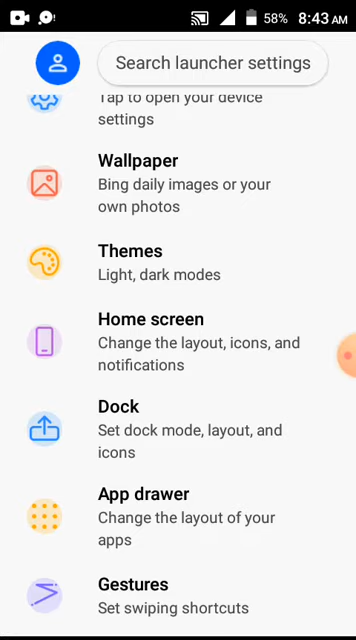 58% 8:43 AM
Search launcher settings
Tap to open your device
settings
Wallpaper
Bing daily images or your
own photos
Themes
Light, dark modes
Home screen
Change the layout, icons, and
notifications
Dock
Set dock mode, layout, and
icons
App drawer
Change the layout of your
apps
Gestures
Set swiping shortcuts